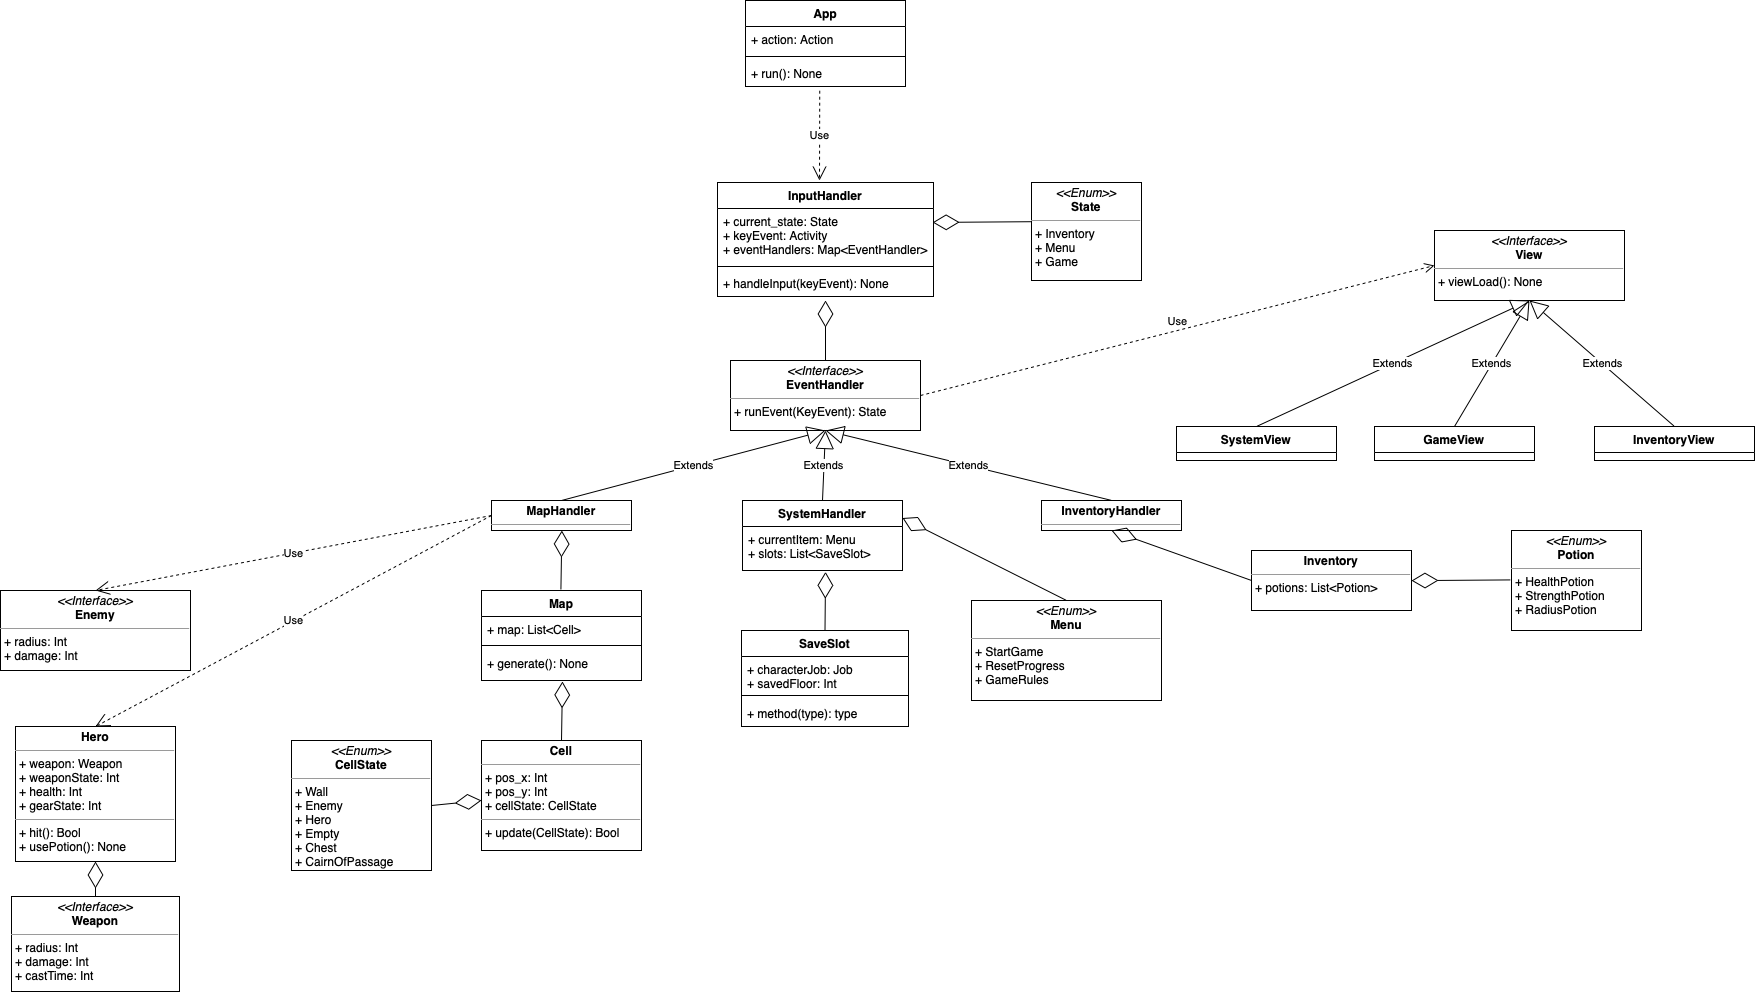 App
+ action: Action
+ run(): None
Use
InputHandler
+ current_state: State
+ keyEvent: Activity
+ eventHandlers: Map<EventHandler>
+ handleInput(keyEvent): None
<<Enum>>
State
+ Inventory
+ Menu
+ Game
<<Interface>>
View
+ viewLoad(): None
Use
<<Interface>>
EventHandler
+ runEvent(KeyEvent): State
Extends
Extends
Extends
SystemView
GameView
InventoryView
Extends
Extends
Extends
MapHandler
SystemHandler
+ currentItem: Menu
+ slots: List<SaveSlot>
InventoryHandler
Use
Use
Inventory
+ potions: List<Potion>
<<Enum>>
Potion
+ HealthPotion
+ StrengthPotion
+ RadiusPotion
<<Interface>>
Enemy
+ radius: Int
+ damage: Int
Map
+ map: List<Cell>
+ generate(): None
SaveSlot
+ characterJob: Job
+ savedFloor: Int
+ method(type): type
<<Enum>>
Menu
+ StartGame
+ ResetProgress
+ GameRules
Hero
+ weapon: Weapon
+ weaponState: Int
+ health: Int
+ gearState: Int
+ hit(): Bool
+ usePotion(): None
<<Enum>>
CellState
+ Wall
+ Enemy
+ Hero
+ Empty
+ Chest
+ CairnOfPassage
Cell
+ pos_x: Int
+ pos_y: Int
+ cellState: CellState
+ update(CellState): Bool
<<Interface>>
Weapon
+ radius: Int
+ damage: Int
+ castTime: Int